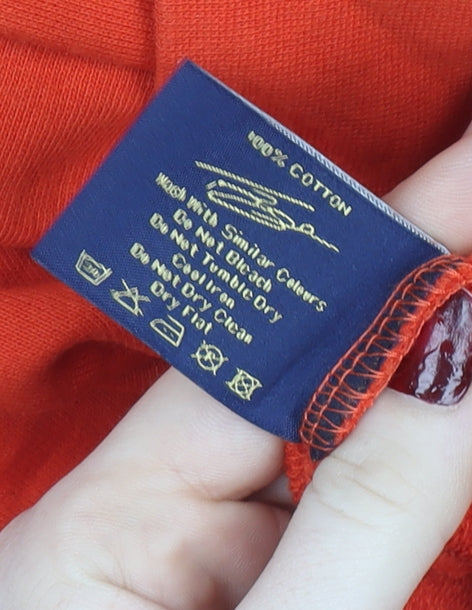 100% COTTON
Wash With Similar Colours
Do Not Bleach
Do Not Tumble Dry
Cool Iron
Do Not Dry Clean
Dry Flat